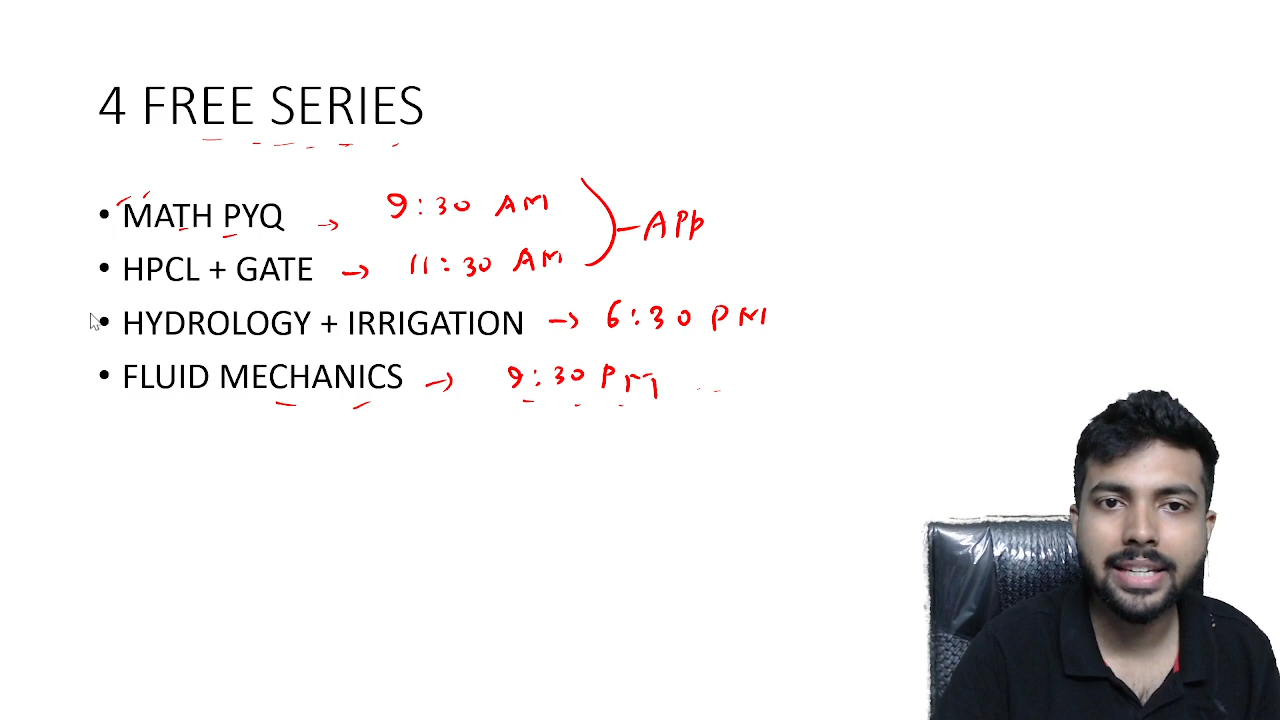 4 FREE SERIES
• MATH PYQ → 9:30 AM
• HPCL + GATE → 11:30 AM
APP
• HYDROLOGY + IRRIGATION → 6:30 PM
• FLUID MECHANICS → 9:30 PM